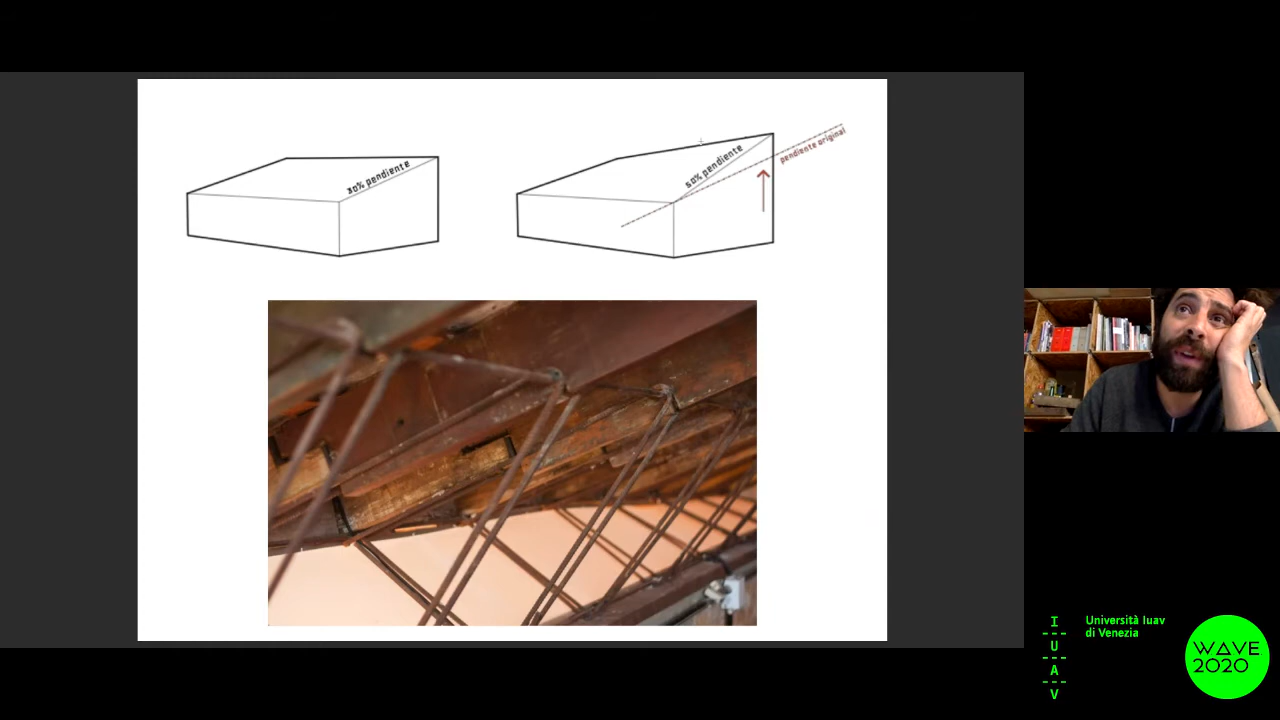 30% pendiente
50% pendiente
pendiente original
I
U
A
V
Università Iuav
di Venezia
WAVE
2020